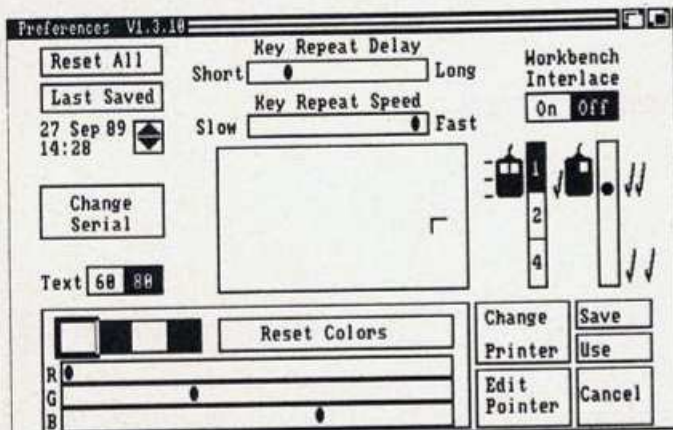 Preferences V1.3.10
Reset All
Last Saved
27 Sep 89
14:28
Change
Serial
Text 60 80
Key Repeat Delay
Short Long
Key Repeat Speed
Slow Fast
Workbench
Interlace
On Off
1
2
4
Reset Colors
R
G
B
Change
Printer
Edit
Pointer
Save
Use
Cancel